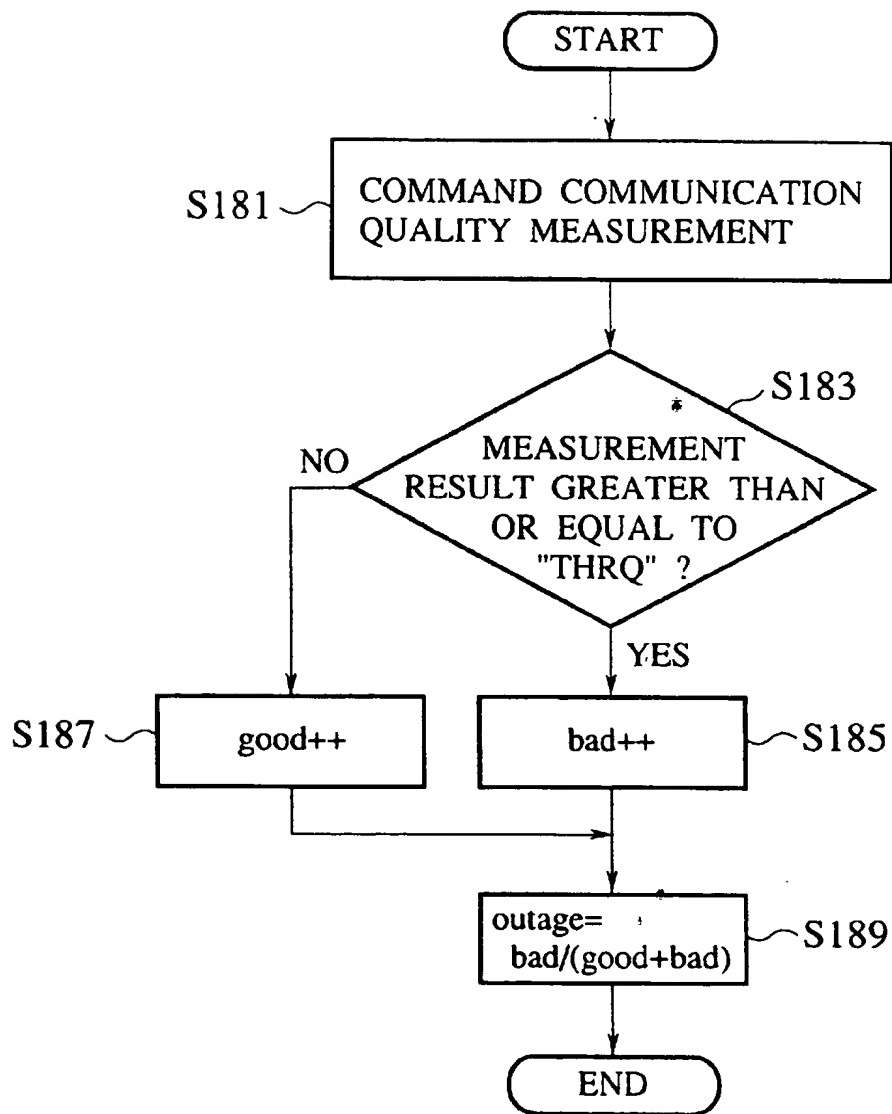 START
S181
COMMAND COMMUNICATION
QUALITY MEASUREMENT
S183
MEASUREMENT
RESULT GREATER THAN
OR EQUAL TO
"THRQ" ?
NO
YES
S187
good++
bad++
S185
outage=
bad/(good+bad)
S189
END